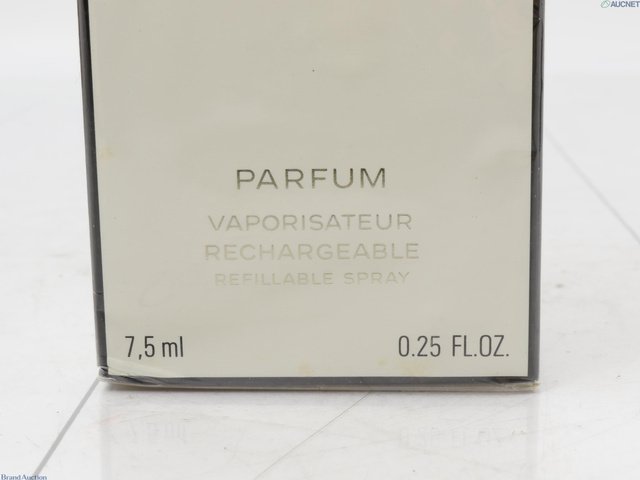 AUCNET
PARFUM
VAPORISATEUR
RECHARGEABLE
REFILLABLE SPRAY
7,5 ml 0.25 FL.OZ.
Brand Auction